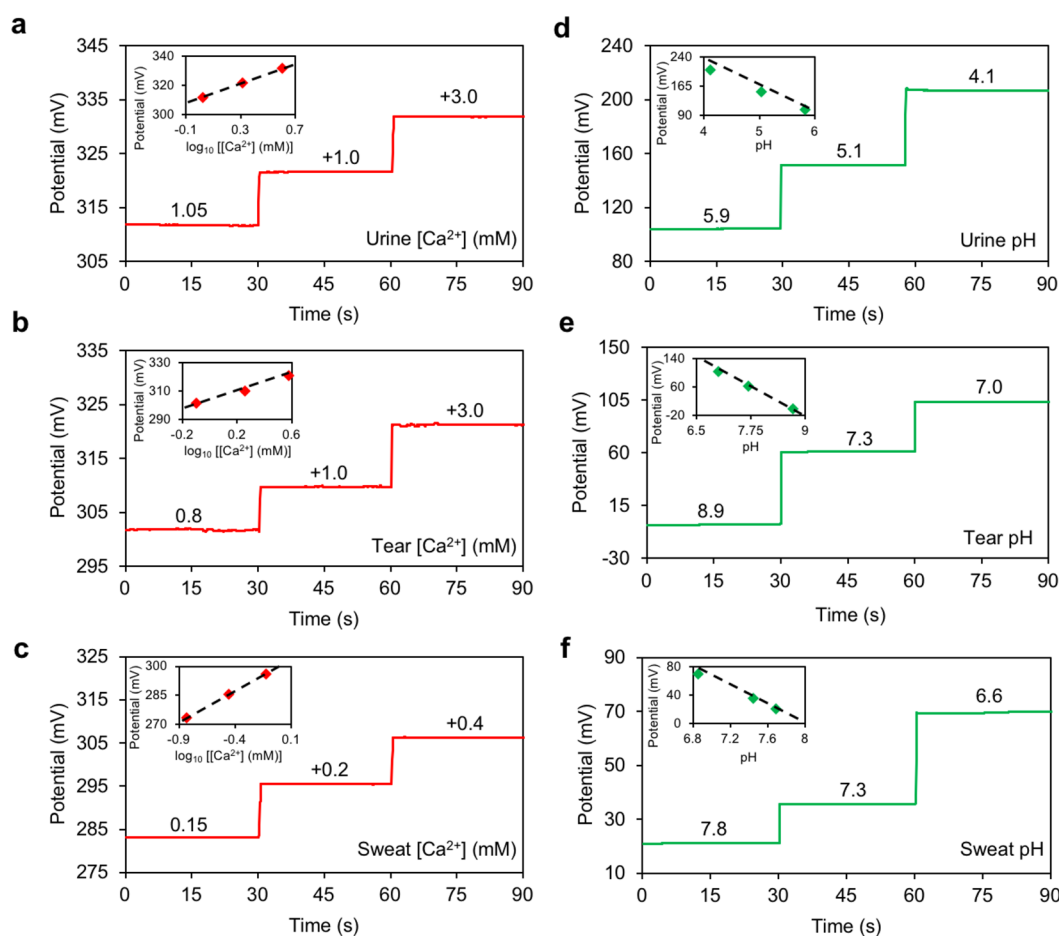 a
345
335
325
315
305
Potential (mV)
340
320
300
Potential (mV)
-0.1 0.3 0.7
log10 [[Ca2+] (mM)]
1.05
+1.0
+3.0
Urine [Ca2+] (mM)
0 15 30 45 60 75 90
Time (s)
d
200
160
120
80
Potential (mV)
240
165
90
Potential (mV)
4 5 6
pH
5.9
5.1
4.1
Urine pH
0 15 30 45 60 75 90
Time (s)
b
335
325
315
305
295
Potential (mV)
330
310
290
Potential (mV)
-0.2 0.2 0.6
log10 [[Ca2+] (mM)]
0.8
+1.0
+3.0
Tear [Ca2+] (mM)
0 15 30 45 60 75 90
Time (s)
e
150
105
60
15
-30
Potential (mV)
140
60
-20
Potential (mV)
6.5 7.75 9
pH
8.9
7.3
7.0
Tear pH
0 15 30 45 60 75 90
Time (s)
c
325
315
305
295
285
275
Potential (mV)
300
285
270
Potential (mV)
-0.9 -0.4 0.1
log10 [[Ca2+] (mM)]
0.15
+0.2
+0.4
Sweat [Ca2+] (mM)
0 15 30 45 60 75 90
Time (s)
f
90
70
50
30
10
Potential (mV)
80
40
0
Potential (mV)
6.8 7.2 7.6 8
pH
7.8
7.3
6.6
Sweat pH
0 15 30 45 60 75 90
Time (s)